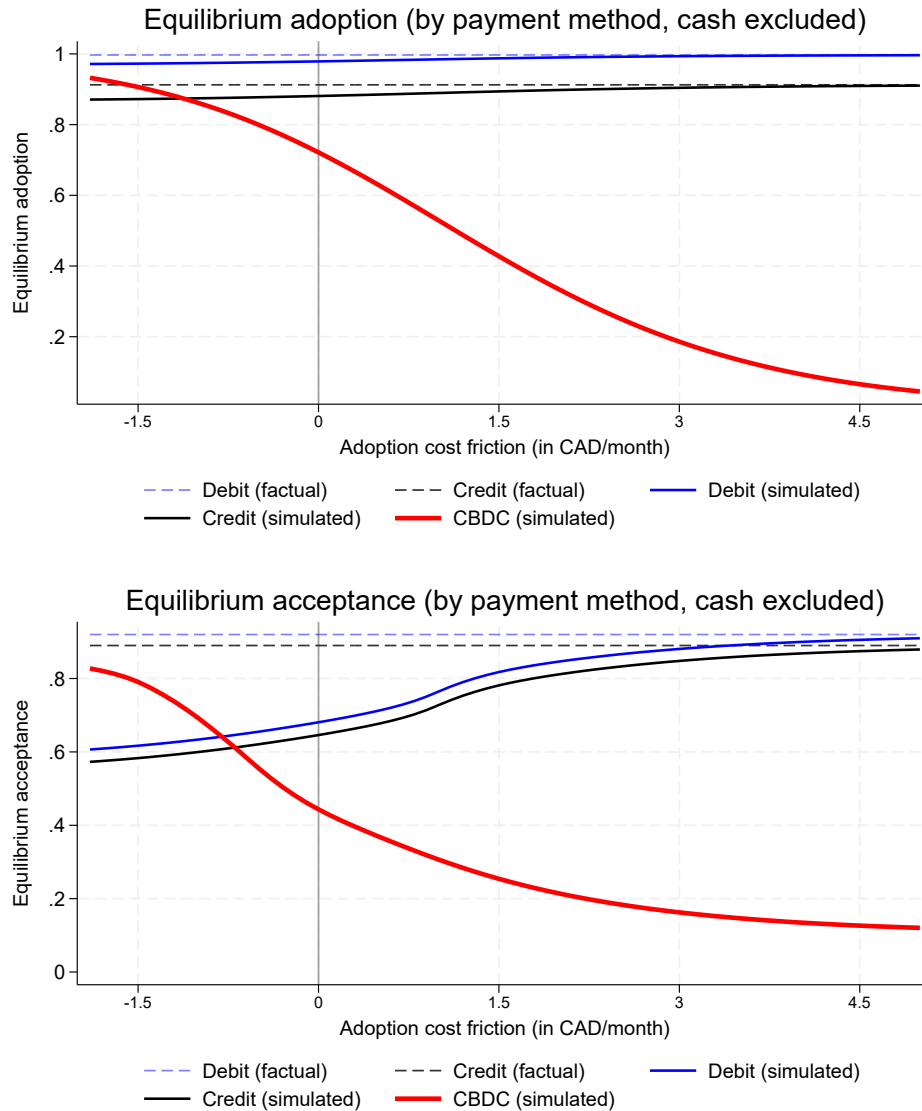 Equilibrium adoption (by payment method, cash excluded)
1
.8
.6
.4
.2
Equilibrium adoption
-1.5 0 1.5 3 4.5
Adoption cost friction (in CAD/month)
Debit (factual) Credit (factual) Debit (simulated)
Credit (simulated) CBDC (simulated)
Equilibrium acceptance (by payment method, cash excluded)
.8
.6
.4
.2
0
Equilibrium acceptance
-1.5 0 1.5 3 4.5
Adoption cost friction (in CAD/month)
Debit (factual) Credit (factual) Debit (simulated)
Credit (simulated) CBDC (simulated)